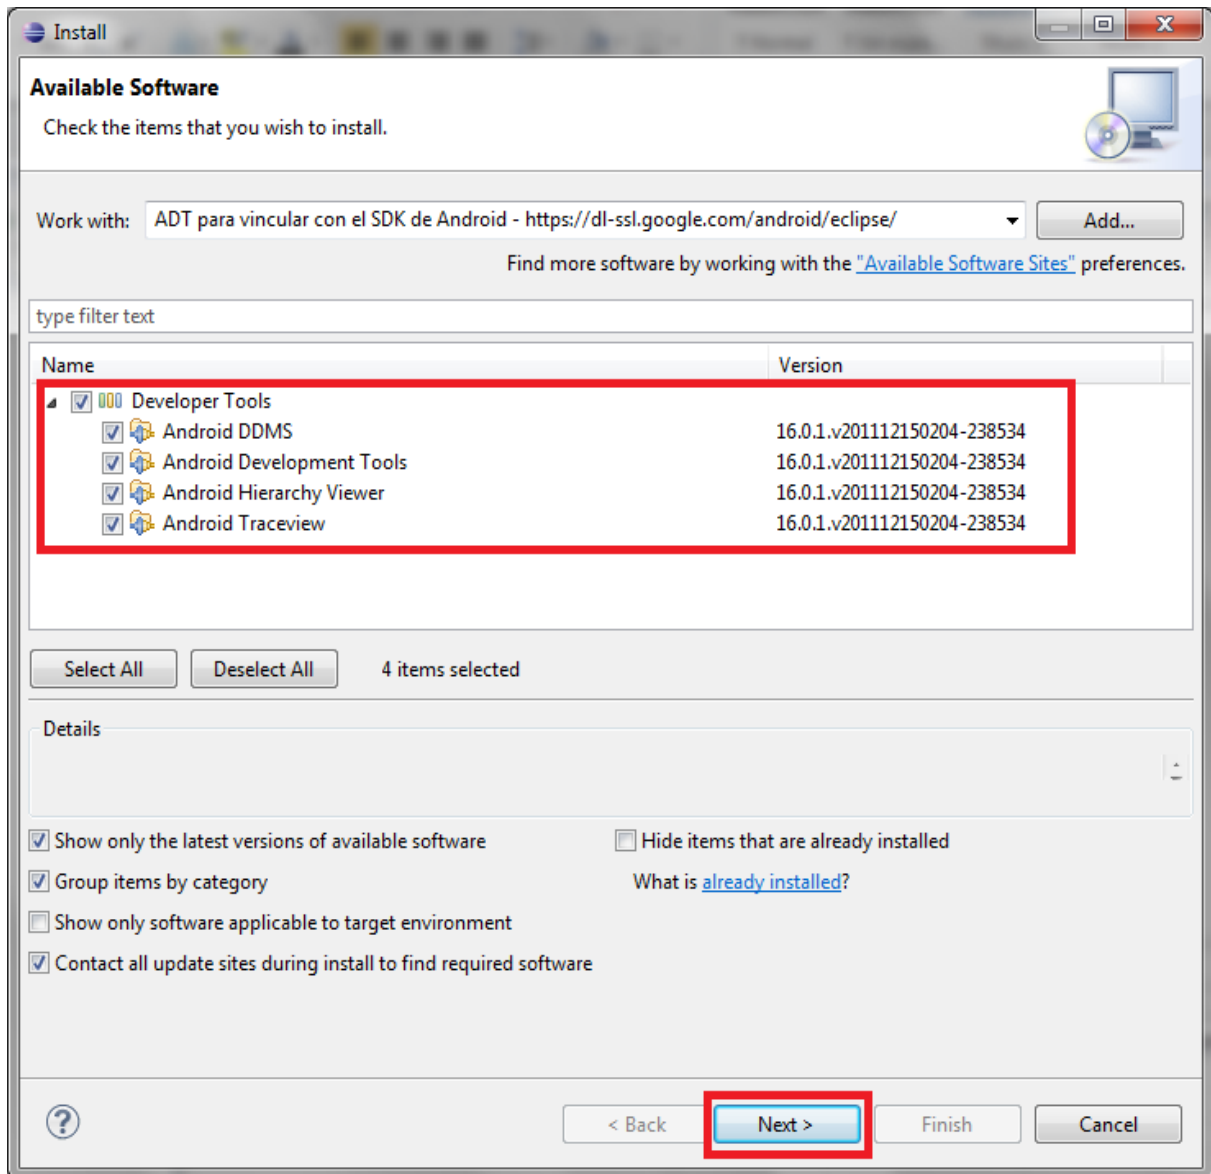 Install
Available Software
Check the items that you wish to install.
Work with: ADT para vincular con el SDK de Android - https://dl-ssl.google.com/android/eclipse/ Add...
Find more software by working with the "Available Software Sites" preferences.
type filter text
Name Version
Developer Tools
Android DDMS 16.0.1.v201112150204-238534
Android Development Tools 16.0.1.v201112150204-238534
Android Hierarchy Viewer 16.0.1.v201112150204-238534
Android Traceview 16.0.1.v201112150204-238534
Select All Deselect All 4 items selected
Details
Show only the latest versions of available software Hide items that are already installed
Group items by category What is already installed?
Show only software applicable to target environment
Contact all update sites during install to find required software
? < Back Next > Finish Cancel